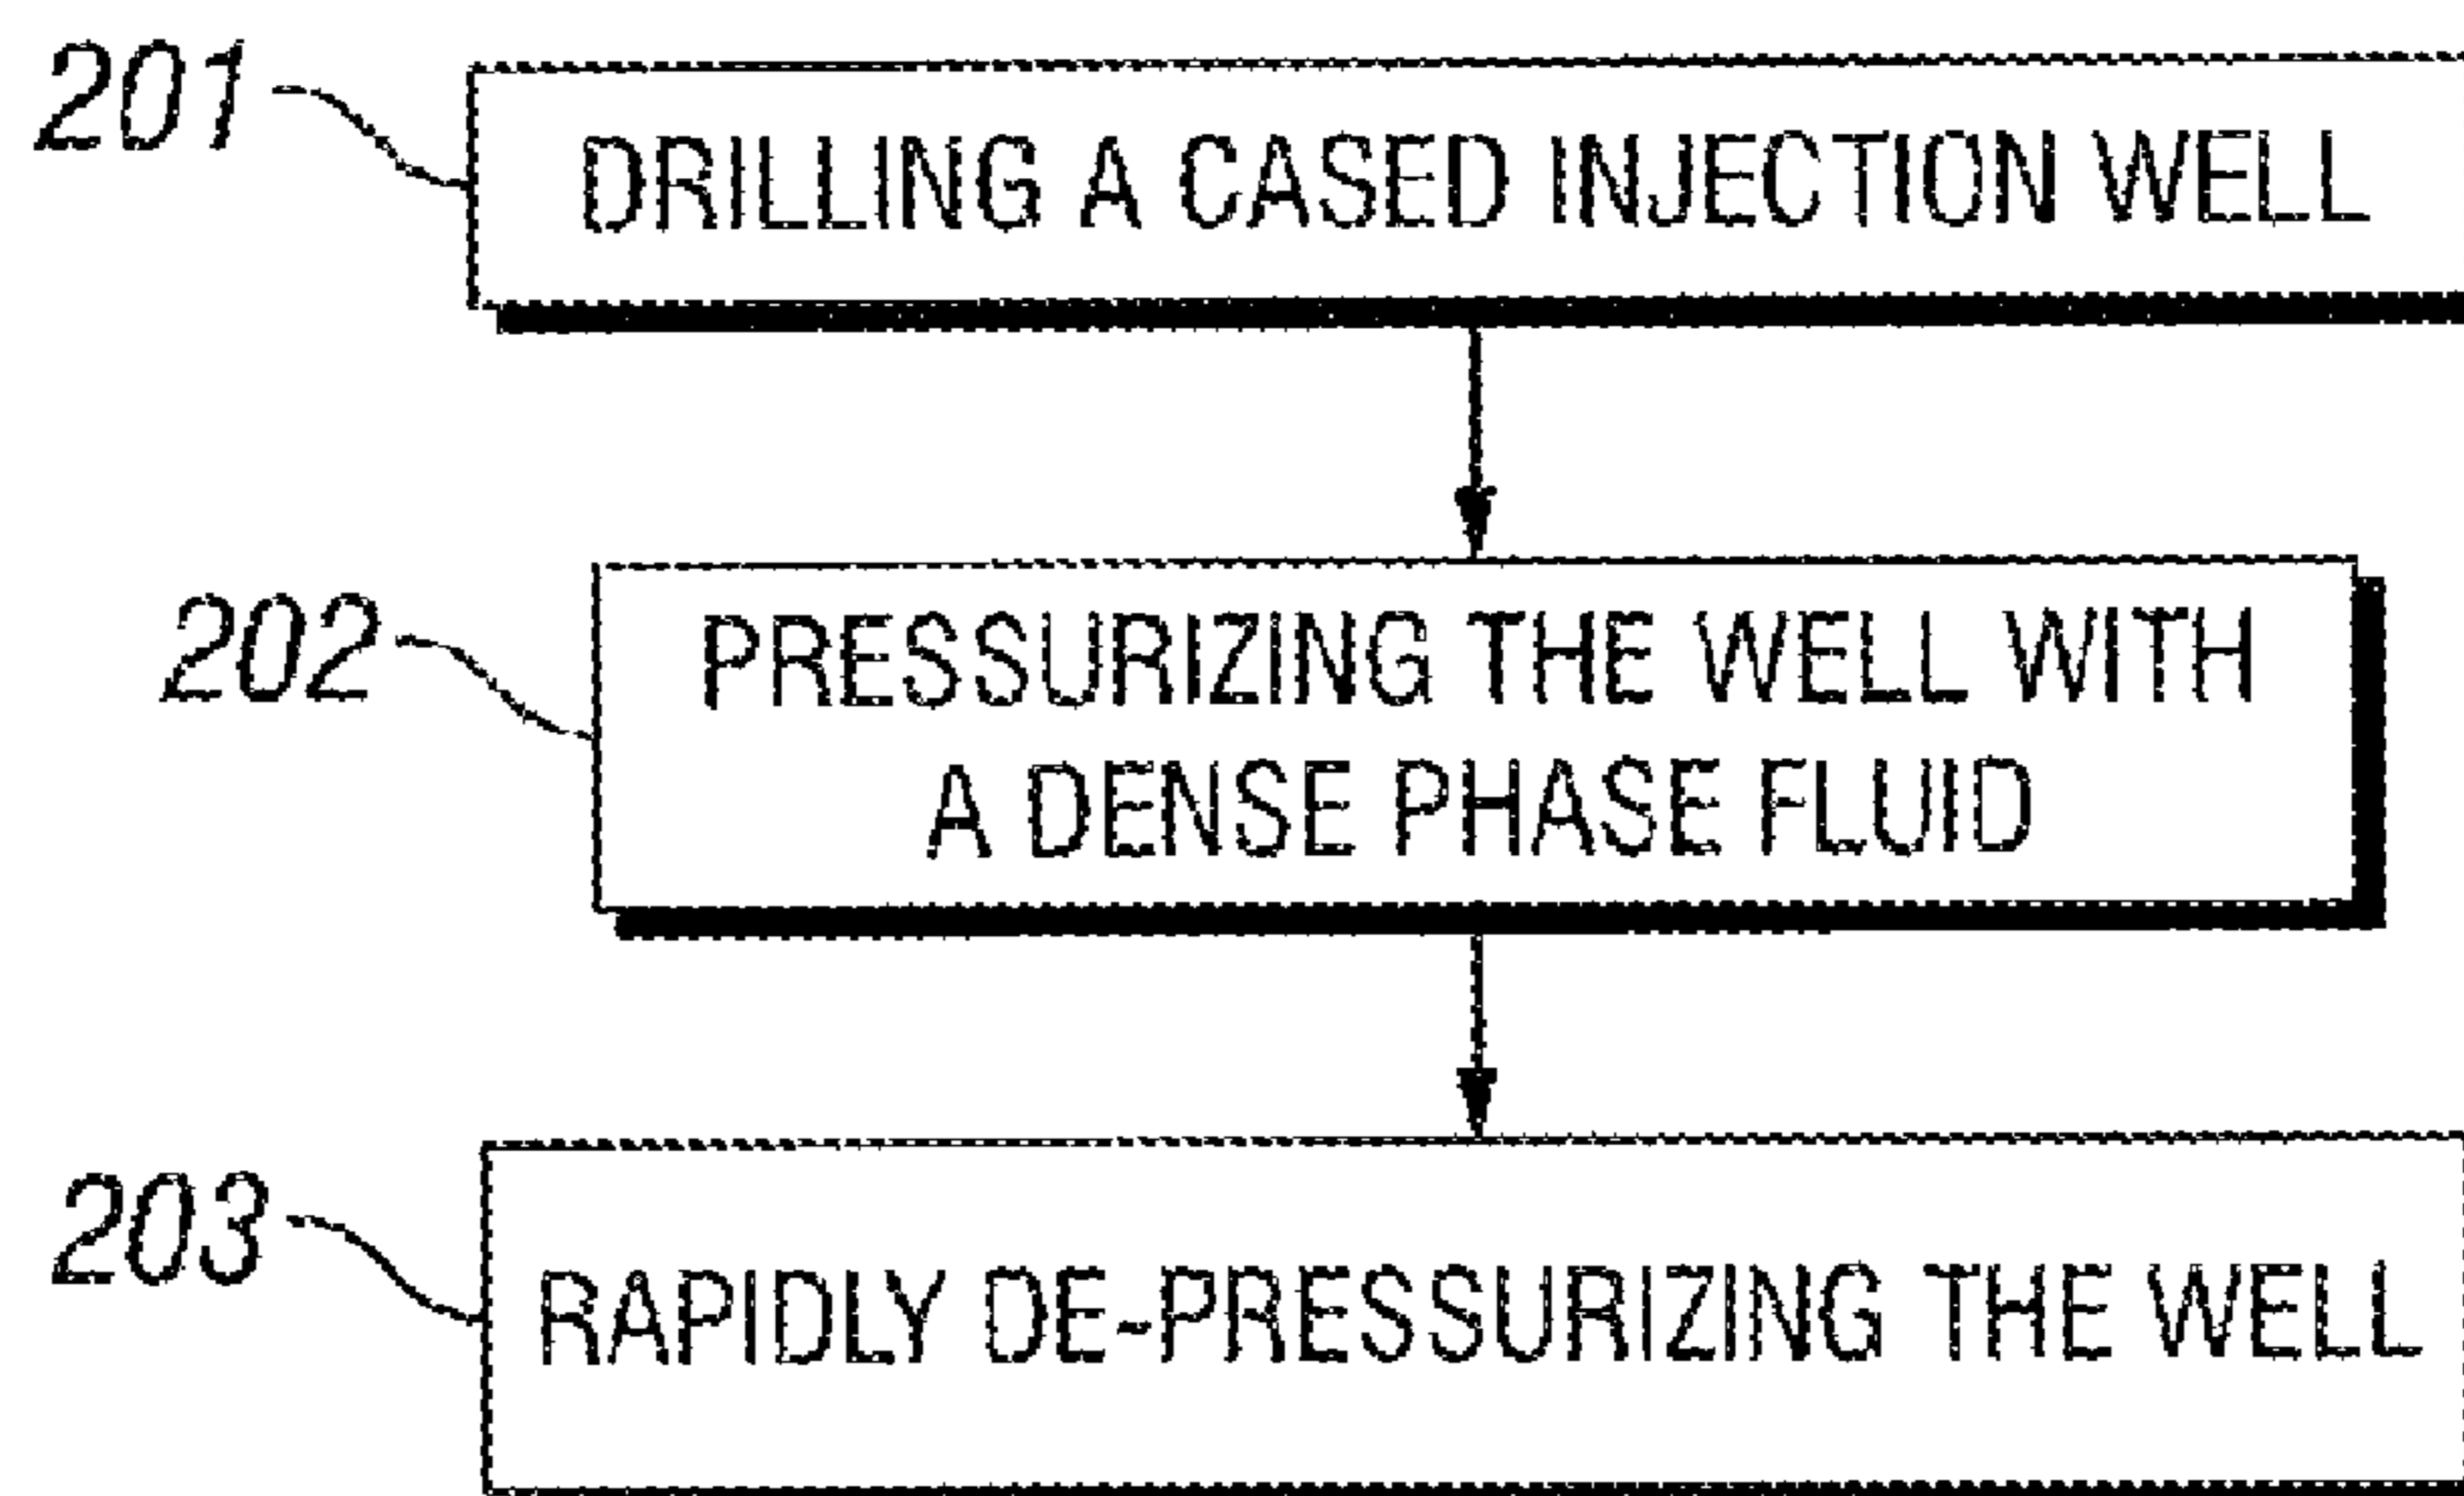 201
DRILLING A CASED INJECTION WELL
202
PRESSURIZING THE WELL WITH
A DENSE PHASE FLUID
203
RAPIDLY DE-PRESSURIZING THE WELL